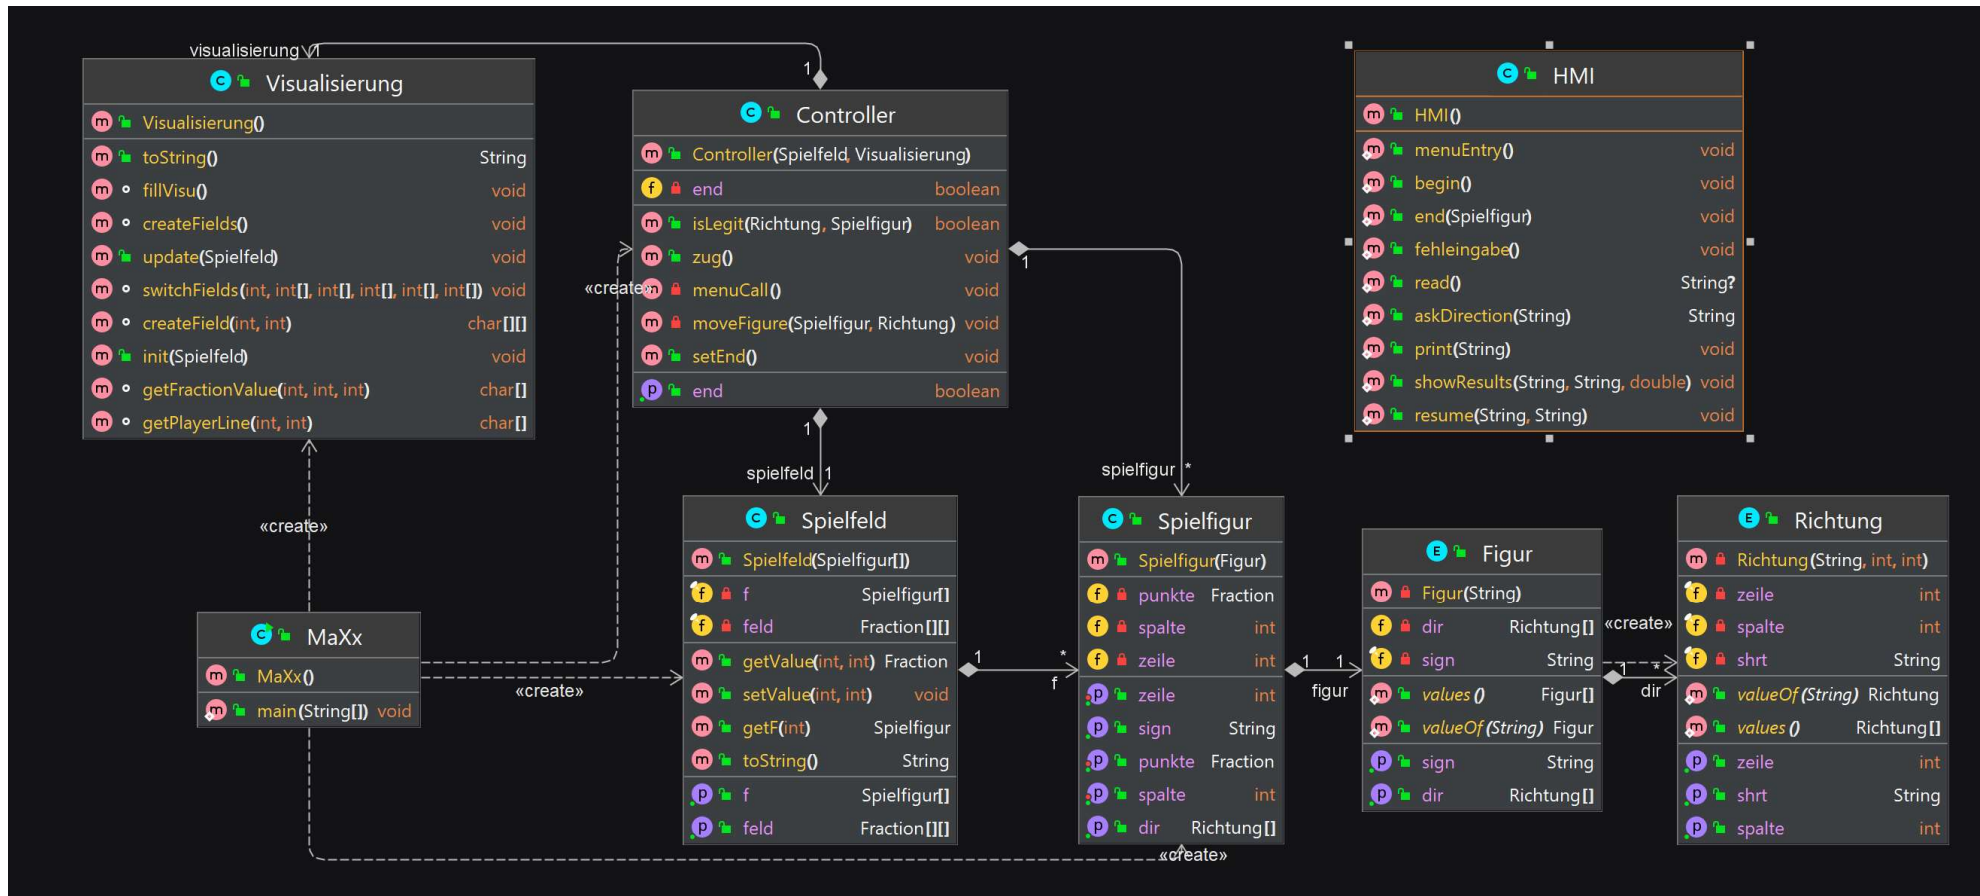 visualisierung 1
Visualisierung
Visualisierung()
toString() String
fillVisu() void
createFields() void
update(Spielfeld) void
switchFields(int, int[], int[], int[], int[], int[]) void
createField(int, int) char[][]
init(Spielfeld) void
getFractionValue(int, int, int) char[]
getPlayerLine(int, int) char[]
1
Controller
Controller(Spielfeld, Visualisierung)
end boolean
isLegit(Richtung, Spielfigur) boolean
zug() void
menuCall() void
moveFigure(Spielfigur, Richtung) void
setEnd() void
end boolean
HMI
HMI()
menuEntry() void
begin() void
end(Spielfigur) void
fehleingabe() void
read() String?
askDirection(String) String
print(String) void
showResults(String, String, double) void
resume(String, String) void
1
«create»
1
spielfeld 1
spielfigur *
«create»
MaXx
MaXx()
main(String[]) void
«create»
Spielfeld
Spielfeld(Spielfigur[])
f Spielfigur[]
feld Fraction[][]
getValue(int, int) Fraction
setValue(int, int) void
getF(int) Spielfigur
toString() String
f Spielfigur[]
feld Fraction[][]
1 *
f
Spielfigur
Spielfigur(Figur)
punkte Fraction
spalte int
zeile int
zeile int
sign String
punkte Fraction
spalte int
dir Richtung[]
«create»
1 1
figur
Figur
Figur(String)
dir Richtung[]
sign String
values() Figur[]
valueOf(String) Figur
sign String
dir Richtung[]
«create»
1 *
dir
Richtung
Richtung(String, int, int)
zeile int
spalte int
shrt String
valueOf(String) Richtung
values() Richtung[]
zeile int
shrt String
spalte int